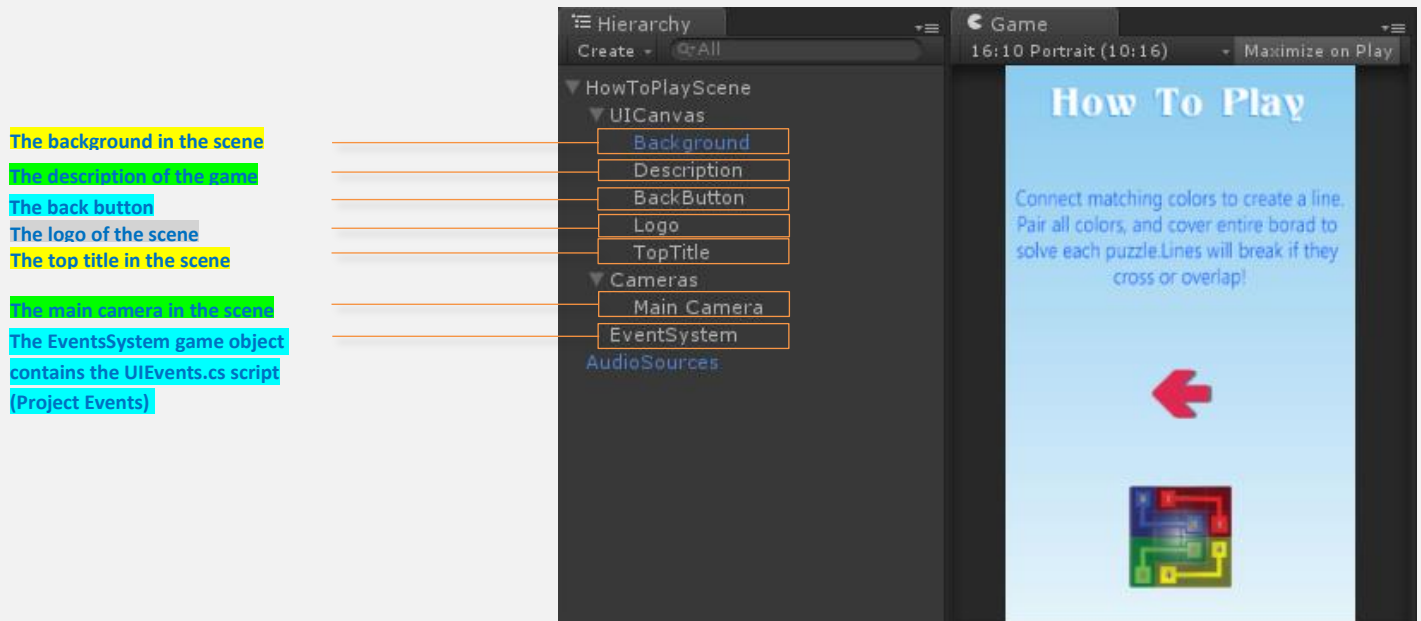 The background in the scene
The description of the game
The back button
The logo of the scene
The top title in the scene
The main camera in the scene
The EventsSystem game object
contains the UIEvents.cs script
(Project Events)
Hierarchy
Create
All
HowToPlayScene
UICanvas
Background
Description
BackButton
Logo
TopTitle
Cameras
Main Camera
EventSystem
AudioSources
Game
16:10 Portrait (10:16)
Maximize on Play
How To Play
Connect matching colors to create a line.
Pair all colors, and cover entire borad to
solve each puzzle.Lines will break if they
cross or overlap!